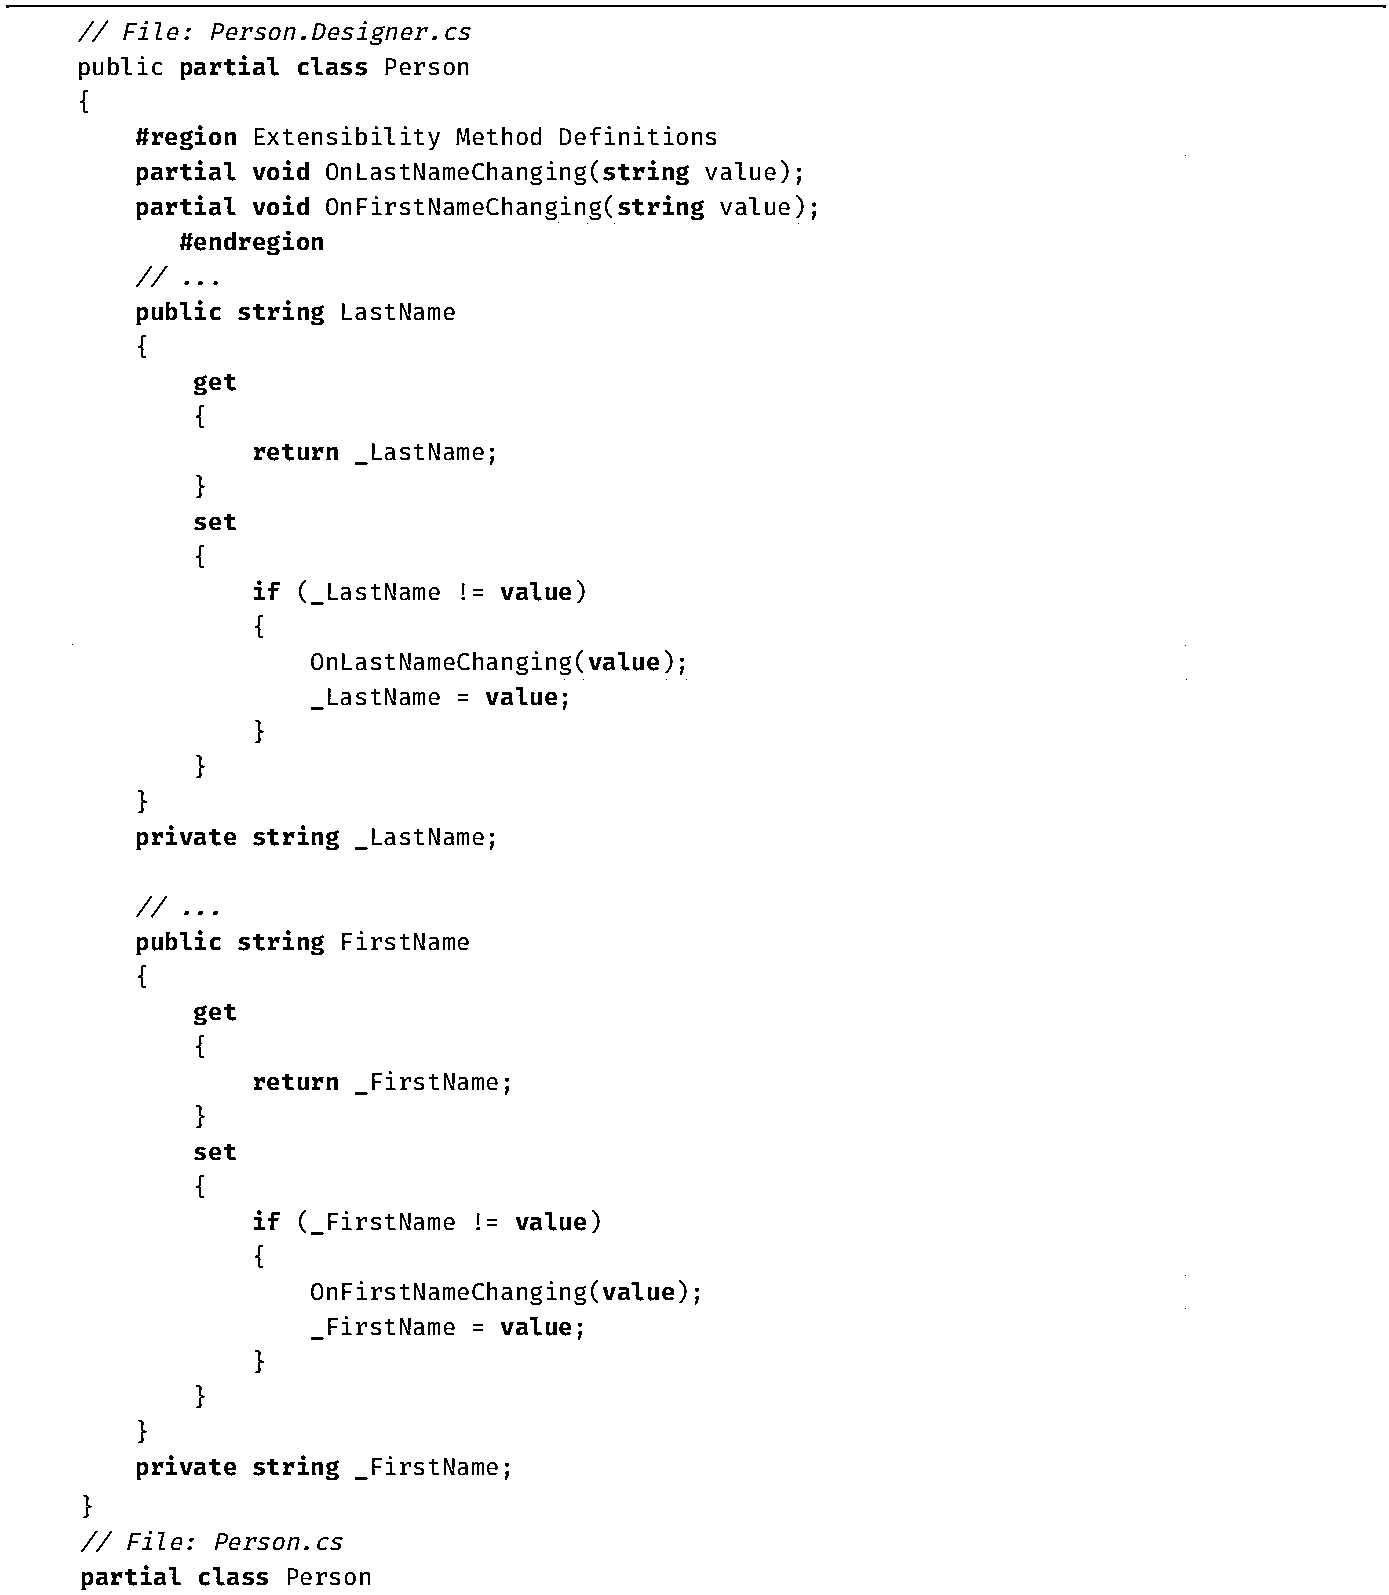 // File: Person.Designer.cs
public partial class Person
{
    #region Extensibility Method Definitions
    partial void OnLastNameChanging(string value);
    partial void OnFirstNameChanging(string value);
       #endregion
    // ...
    public string LastName
    {
        get
        {
            return _LastName;
        }
        set
        {
            if (_LastName != value)
            {
                OnLastNameChanging(value);
                _LastName = value;
            }
        }
    }
    private string _LastName;

    // ...
    public string FirstName
    {
        get
        {
            return _FirstName;
        }
        set
        {
            if (_FirstName != value)
            {
                OnFirstNameChanging(value);
                _FirstName = value;
            }
        }
    }
    private string _FirstName;
}
// File: Person.cs
partial class Person